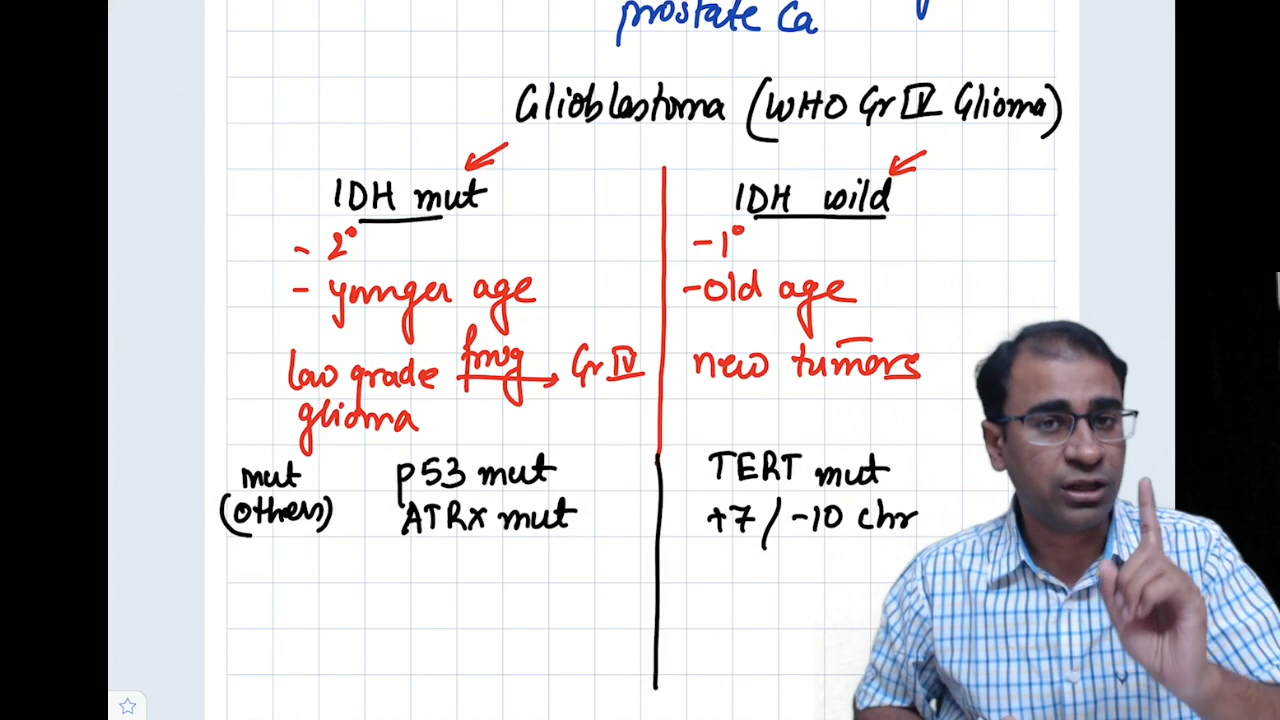 prostate Ca
Glioblastoma (WHO Gr IV Glioma)
IDH mut
- 2°
- younger age
low grade prog → Gr IV
glioma
mut
(others)
p53 mut
ATRX mut
IDH wild
- 1°
- old age
new tumors
TERT mut
+7 / -10 chr